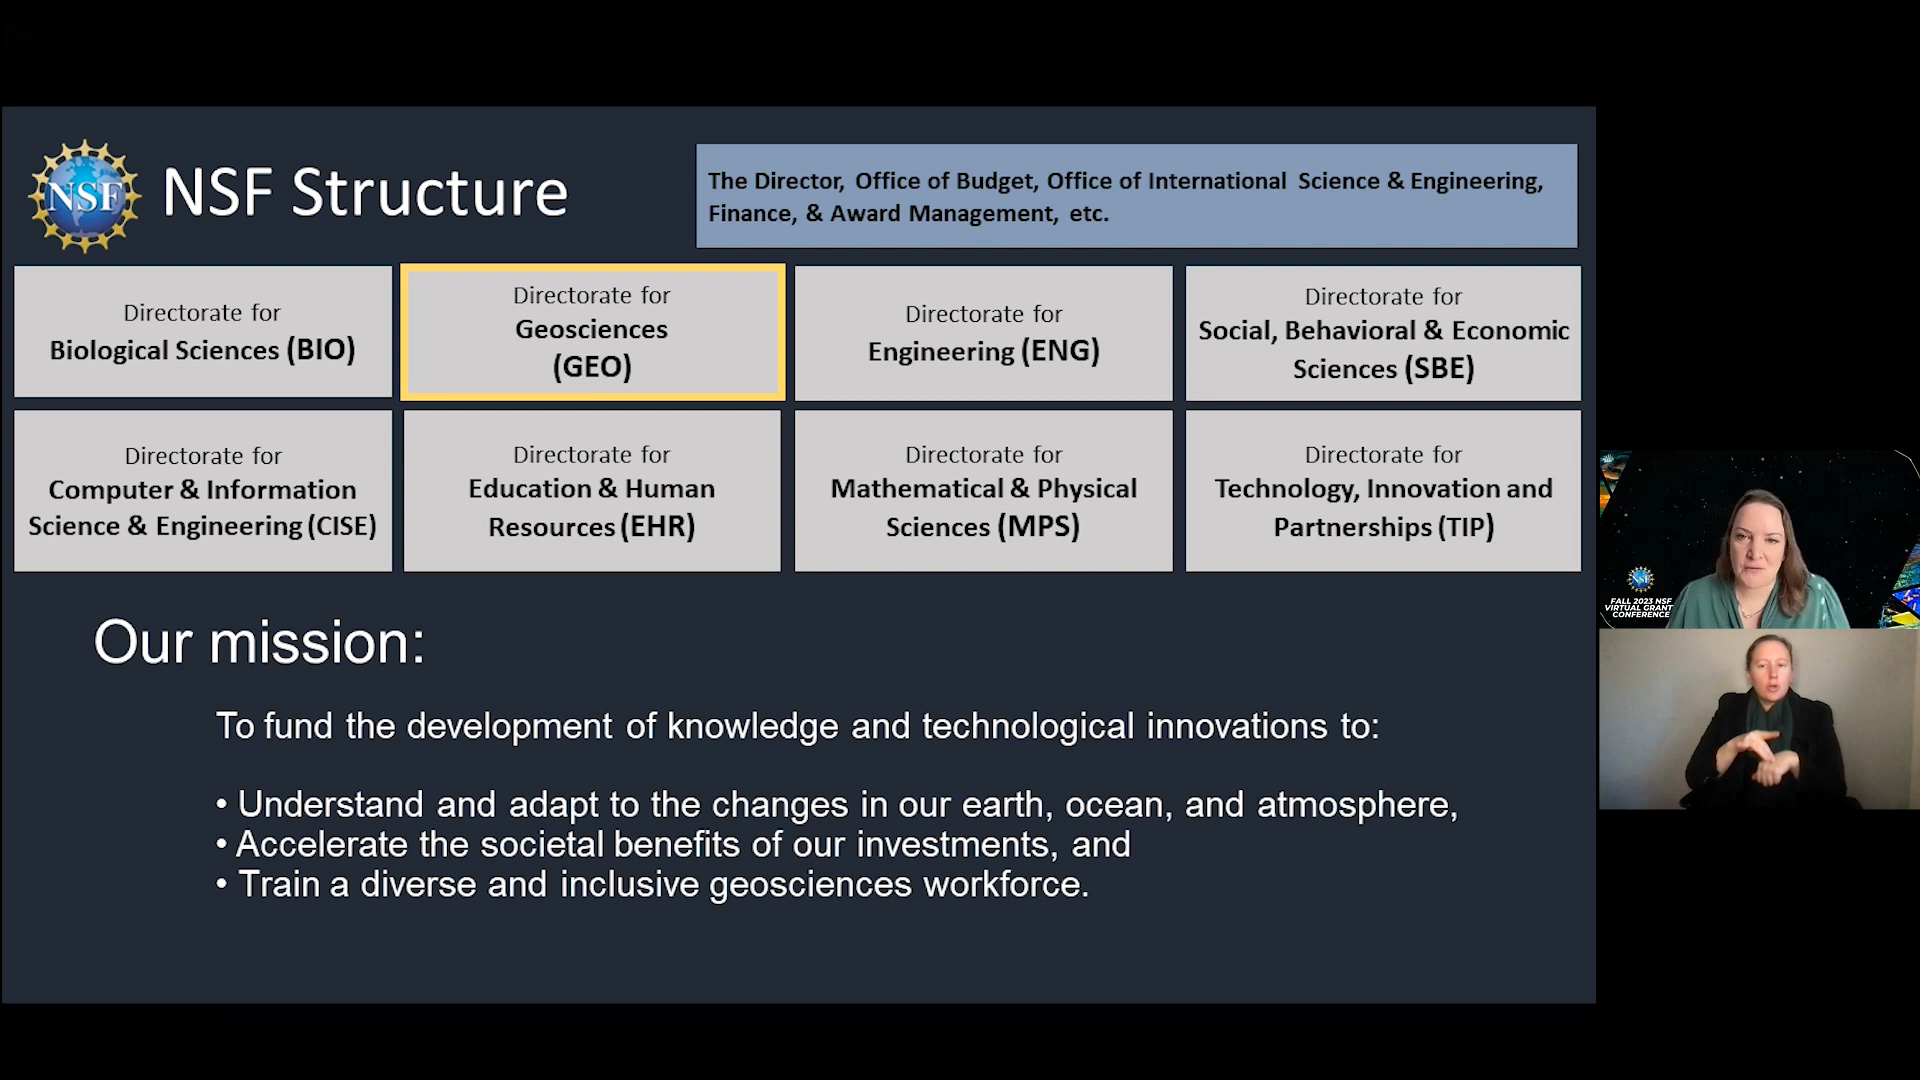 NSF
NSF Structure
The Director, Office of Budget, Office of International Science & Engineering,
Finance, & Award Management, etc.
Directorate for
Biological Sciences (BIO)
Directorate for
Geosciences
(GEO)
Directorate for
Engineering (ENG)
Directorate for
Social, Behavioral & Economic
Sciences (SBE)
Directorate for
Computer & Information
Science & Engineering (CISE)
Directorate for
Education & Human
Resources (EHR)
Directorate for
Mathematical & Physical
Sciences (MPS)
Directorate for
Technology, Innovation and
Partnerships (TIP)
Our mission:
To fund the development of knowledge and technological innovations to:
• Understand and adapt to the changes in our earth, ocean, and atmosphere,
• Accelerate the societal benefits of our investments, and
• Train a diverse and inclusive geosciences workforce.
NSF
FALL 2023 NSF
VIRTUAL GRANT
CONFERENCE